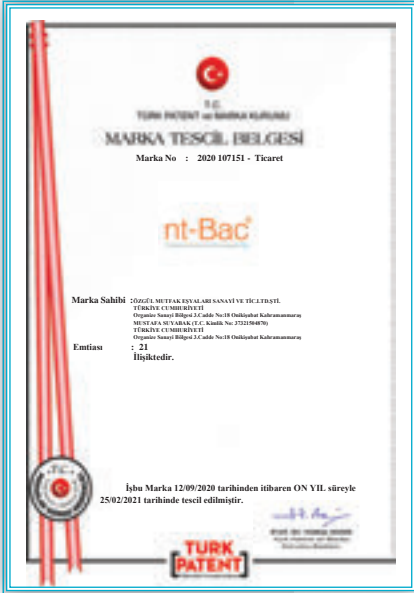 T.C.
TÜRK PATENT ve MARKA KURUMU
MARKA TESCİL BELGESİ
Marka No : 2020 107151 - Ticaret
nt-Bac
Marka Sahibi : ÖZGÜL MUTFAK EŞYALARI SANAYİ VE TİC.LTD.ŞTİ.
TÜRKİYE CUMHURİYETİ
Organize Sanayi Bölgesi 3.Cadde No:18 Onikişubat Kahramanmaraş
MUSTAFA SUYABAK (T.C. Kimlik No: 37321504870)
TÜRKİYE CUMHURİYETİ
Organize Sanayi Bölgesi 3.Cadde No:18 Onikişubat Kahramanmaraş
Emtiası : 21
İlişiktedir.
İşbu Marka 12/09/2020 tarihinden itibaren ON YIL süreyle
25/02/2021 tarihinde tescil edilmiştir.
TURK
PATENT